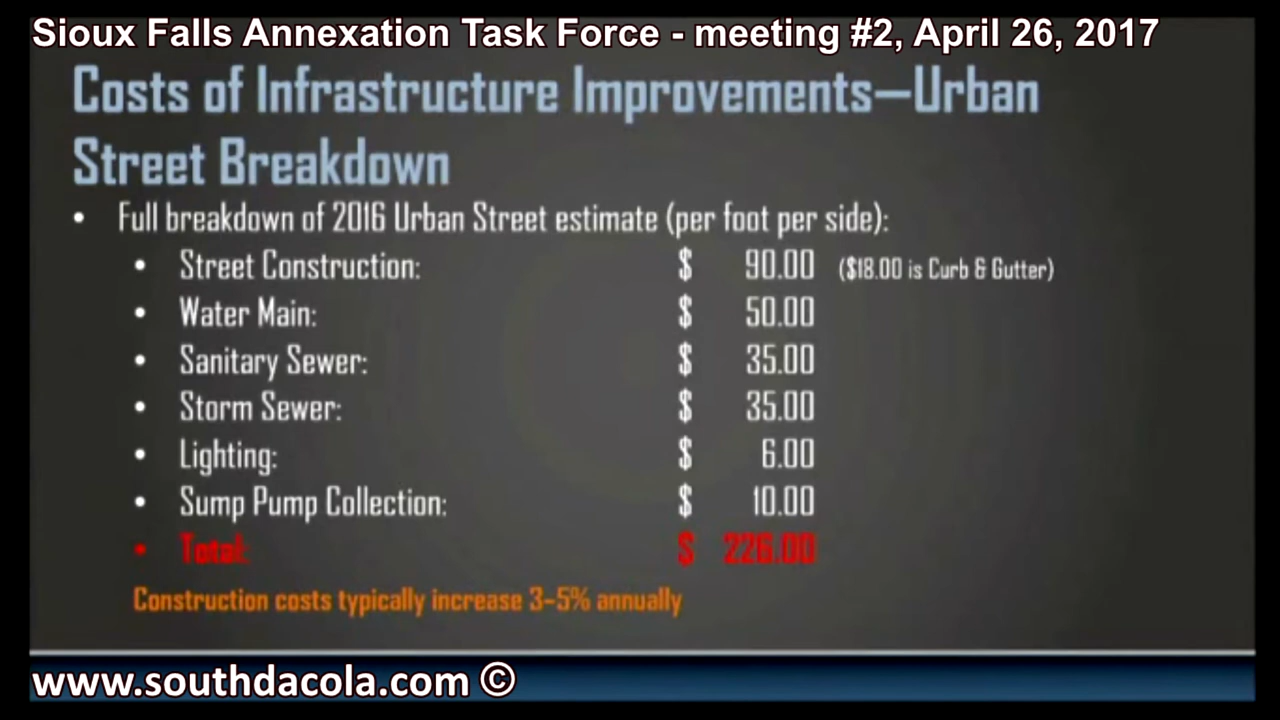 Sioux Falls Annexation Task Force - meeting #2, April 26, 2017
Costs of Infrastructure Improvements—Urban
Street Breakdown
• Full breakdown of 2016 Urban Street estimate (per foot per side):
• Street Construction: $ 90.00 ($18.00 is Curb & Gutter)
• Water Main: $ 50.00
• Sanitary Sewer: $ 35.00
• Storm Sewer: $ 35.00
• Lighting: $ 6.00
• Sump Pump Collection: $ 10.00
• Total: $ 226.00
Construction costs typically increase 3–5% annually
www.southdacola.com ©